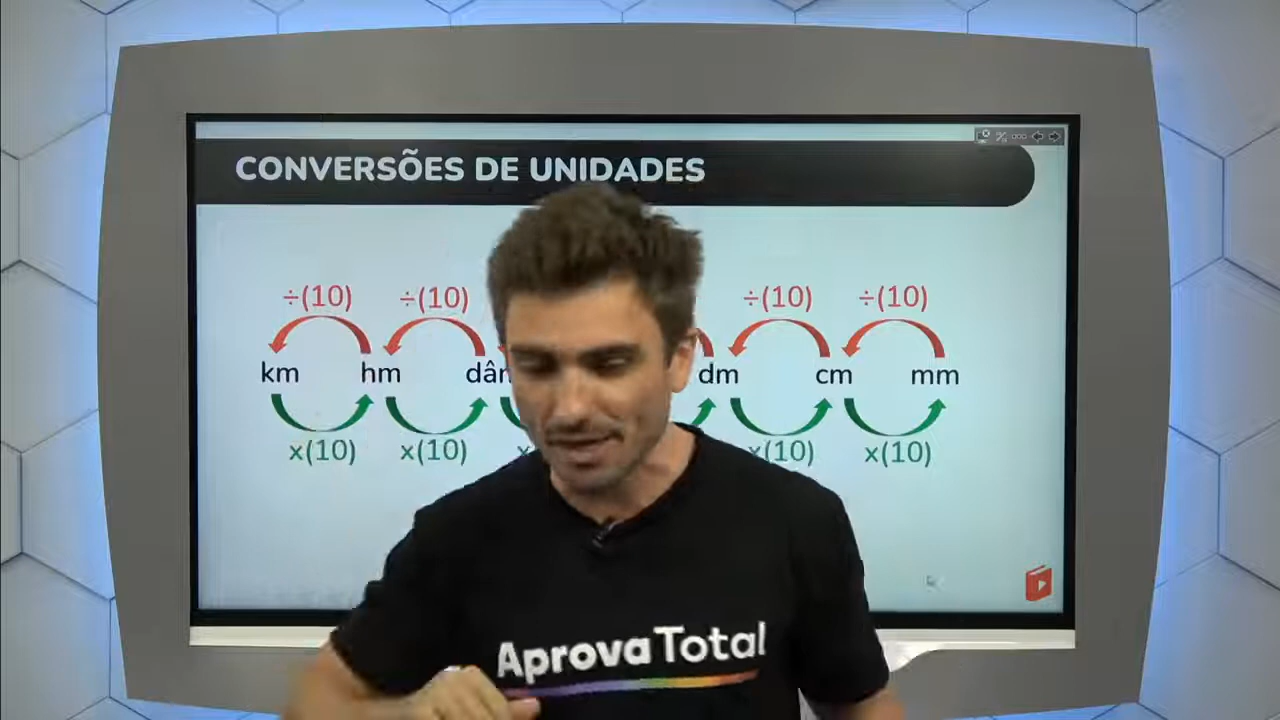 CONVERSÕES DE UNIDADES
÷(10) ÷(10) ÷(10) ÷(10)
km hm dm cm mm
x(10) x(10) x(10) x(10)
AprovaTotal